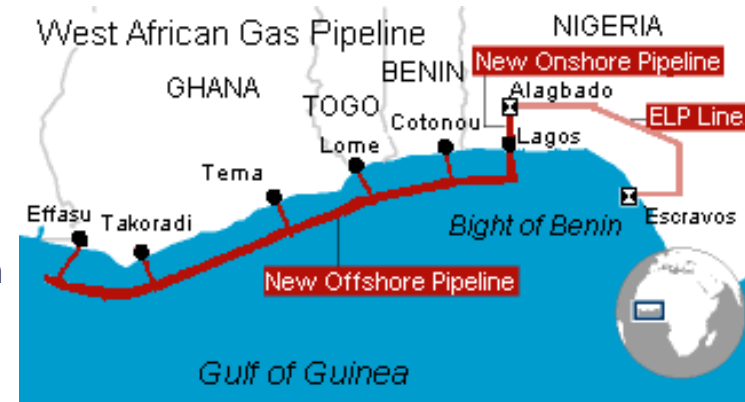 West African Gas Pipeline
NIGERIA
New Onshore Pipeline
BENIN
GHANA
Alagbado
TOGO
ELP Line
Cotonou
Lagos
Lome
Tema
Effasu
Takoradi
Bight of Benin
Escravos
New Offshore Pipeline
Gulf of Guinea